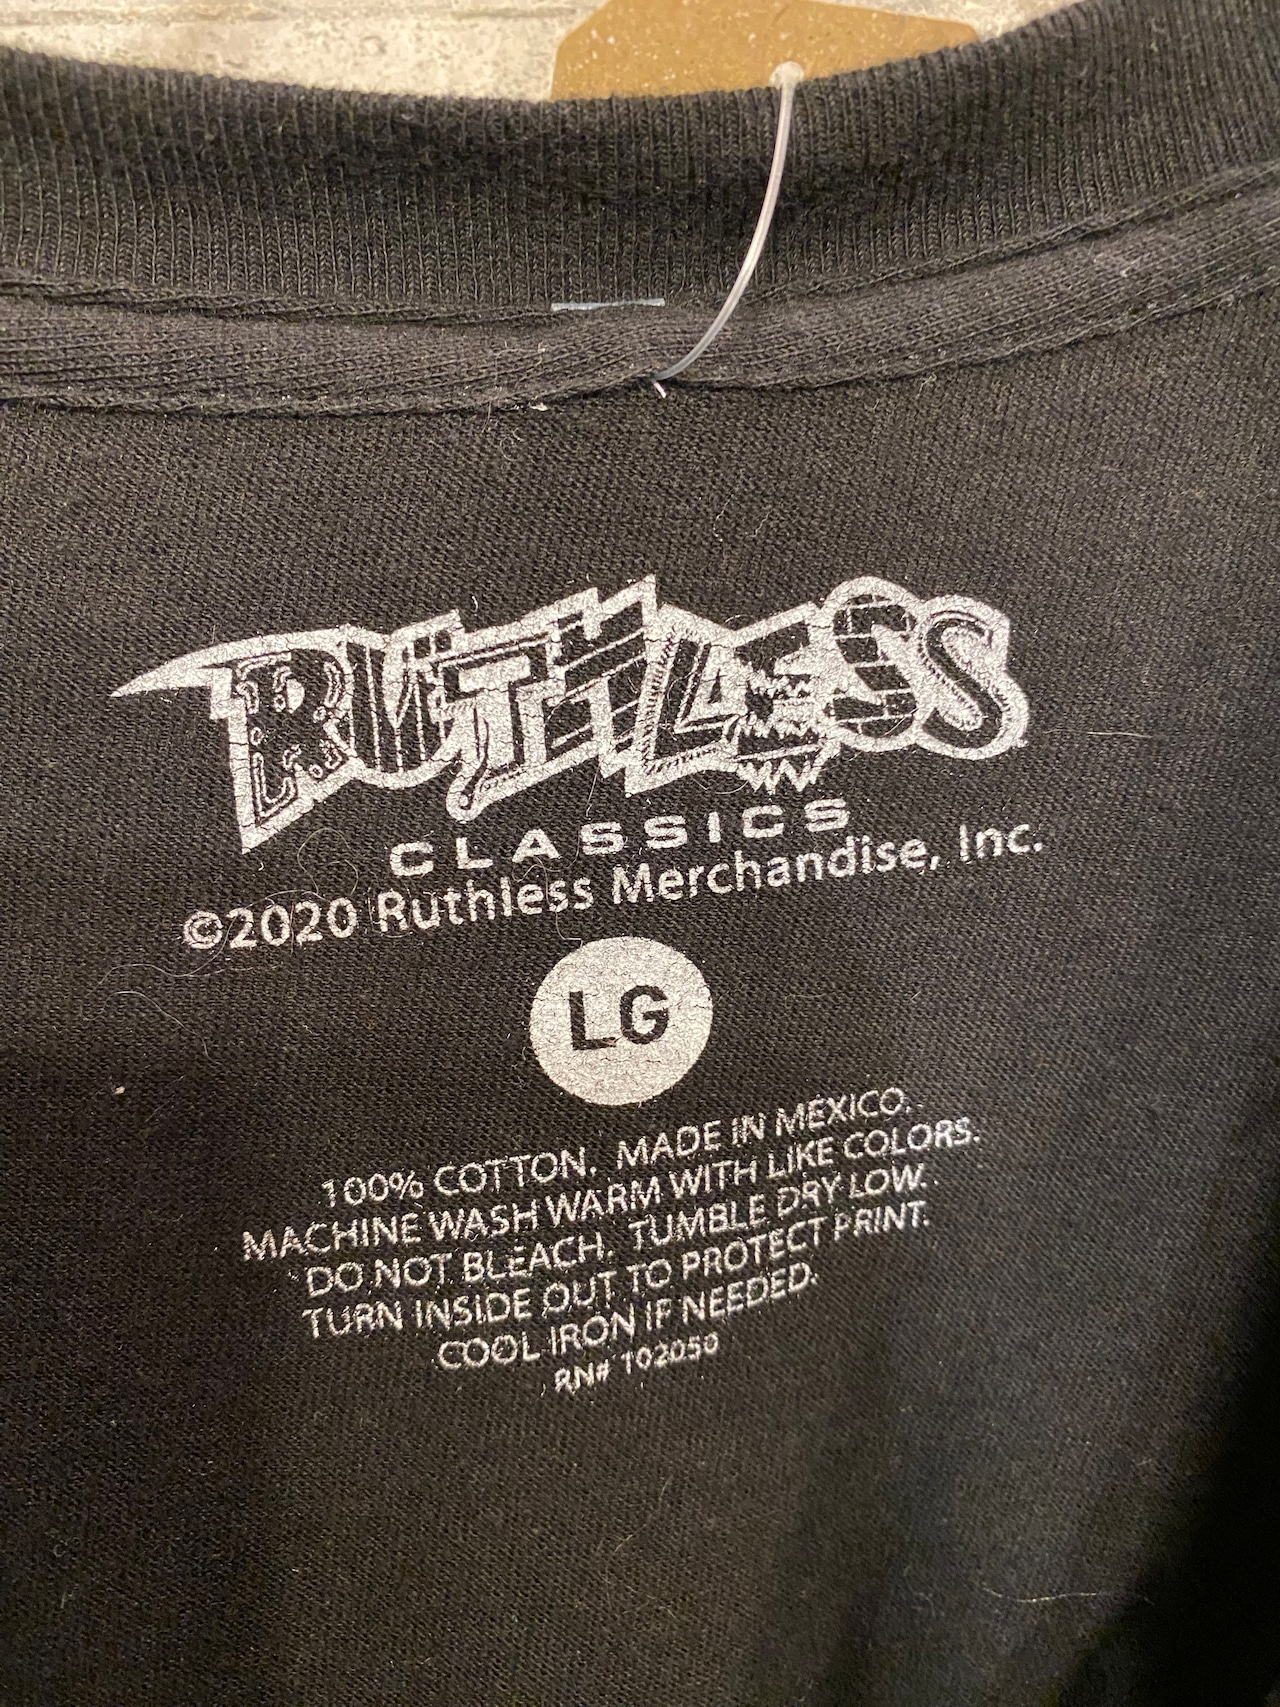 RUTHLESS
CLASSICS
©2020 Ruthless Merchandise, Inc.
LG
100% COTTON. MADE IN MEXICO.
MACHINE WASH WARM WITH LIKE COLORS.
DO NOT BLEACH. TUMBLE DRY LOW.
TURN INSIDE OUT TO PROTECT PRINT.
COOL IRON IF NEEDED.
RN# 102050